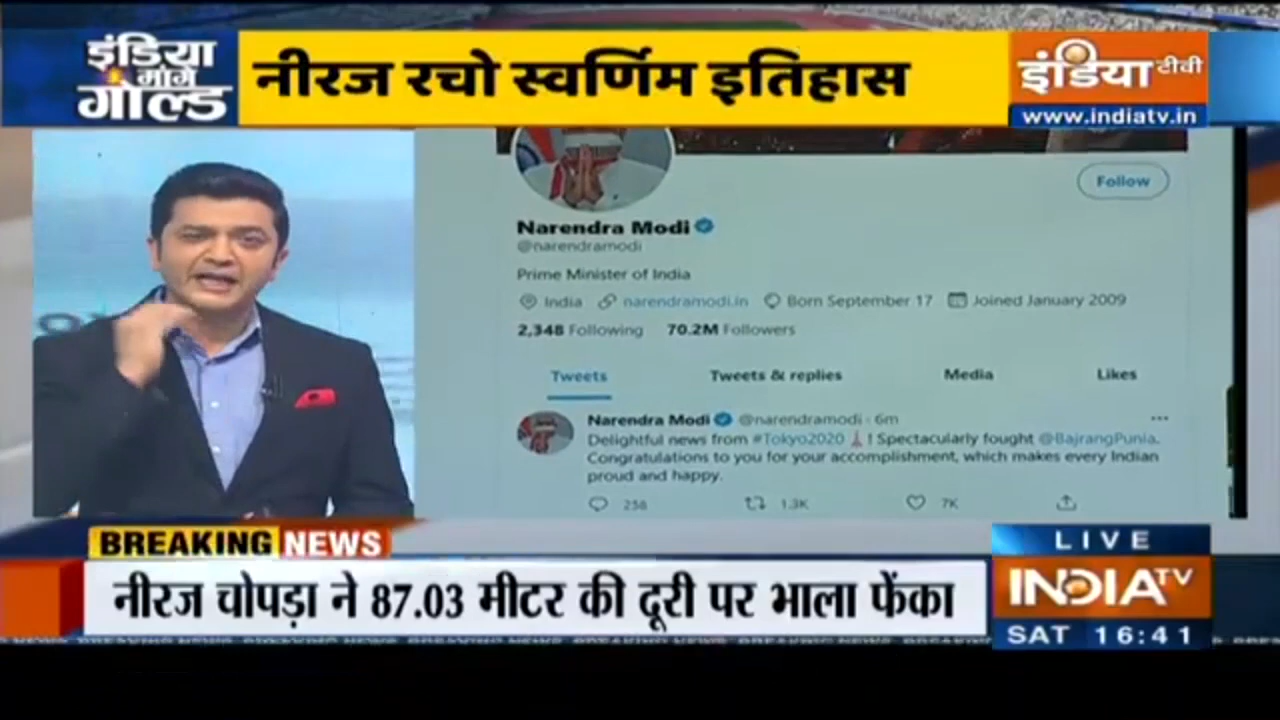 इंडिया
मांगे
गोल्ड
नीरज रचो स्वर्णिम इतिहास
इंडिया टीवी
www.indiatv.in
Follow
Narendra Modi
@narendramodi
Prime Minister of India
India narendramodi.in Born September 17 Joined January 2009
2,348 Following 70.2M Followers
Tweets Tweets & replies Media Likes
Narendra Modi @narendramodi · 6m
Delightful news from #Tokyo2020 ! Spectacularly fought @BajrangPunia.
Congratulations to you for your accomplishment, which makes every Indian
proud and happy.
258 1.3K 7K
BREAKING NEWS
नीरज चोपड़ा ने 87.03 मीटर की दूरी पर भाला फेंका
LIVE
INDIA TV
SAT 16:41